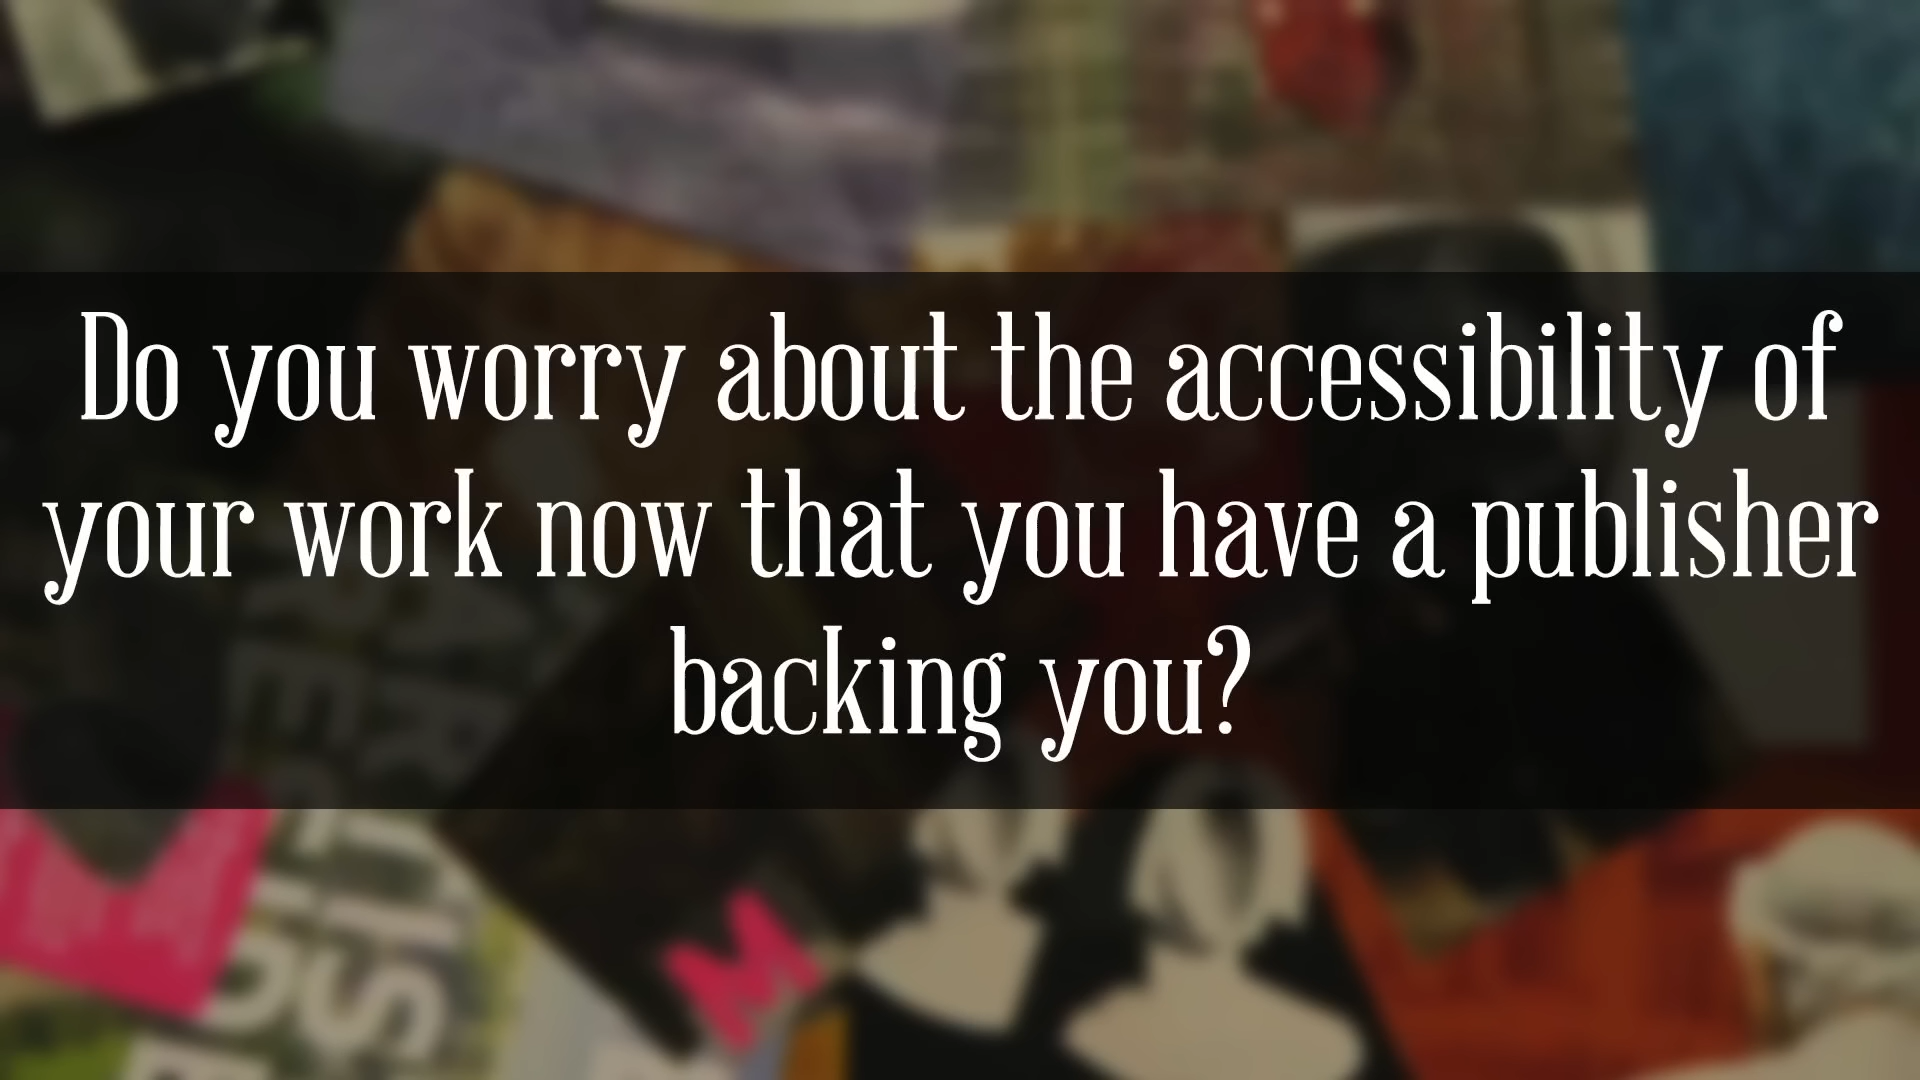 Do you worry about the accessibility of
your work now that you have a publisher
backing you?